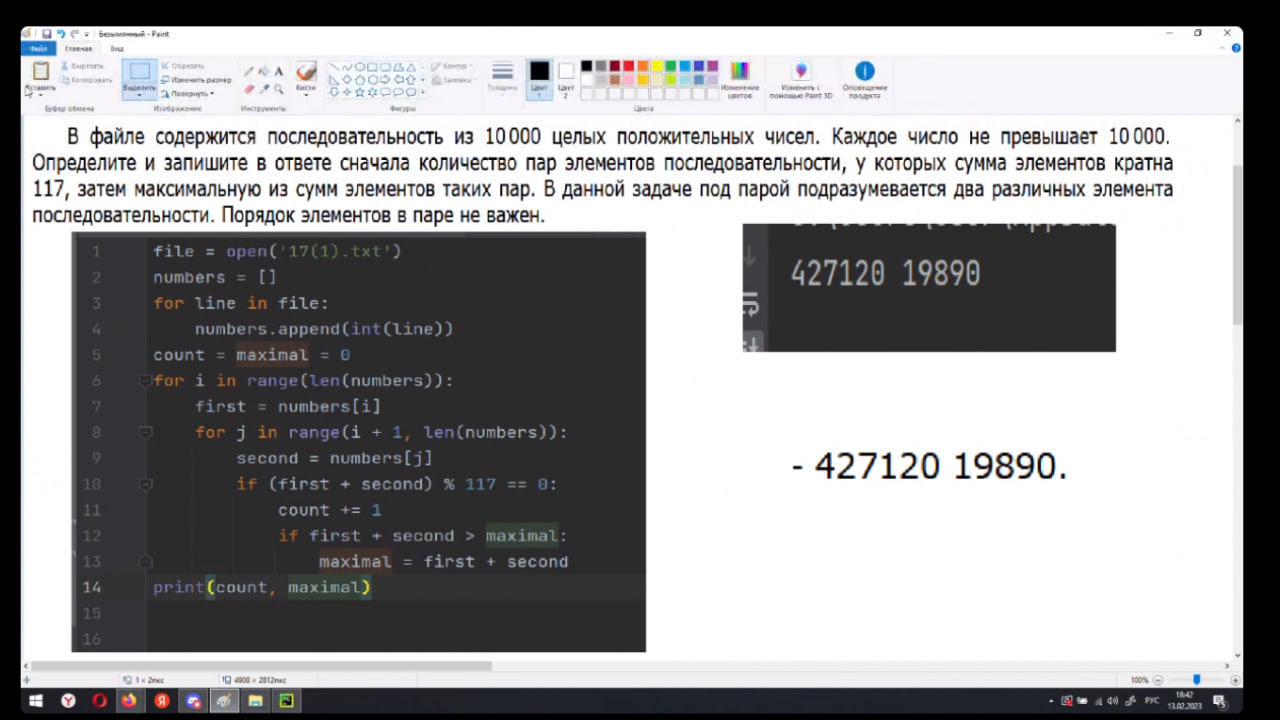 Безымянный - Paint
Файл
Главная
Вид
Вставить
Вырезать
Копировать
Буфер обмена
Выделить
Обрезать
Изменить размер
Повернуть
Изображение
Инструменты
Кисти
Фигуры
Контур
Заливка
Толщина
Цвет 1
Цвет 2
Цвета
Изменение цветов
Изменить с помощью Paint 3D
Оповещение продукта
В файле содержится последовательность из 10 000 целых положительных чисел. Каждое число не превышает 10 000.
Определите и запишите в ответе сначала количество пар элементов последовательности, у которых сумма элементов кратна
117, затем максимальную из сумм элементов таких пар. В данной задаче под парой подразумевается два различных элемента
последовательности. Порядок элементов в паре не важен.
1 file = open('17(1).txt')
2 numbers = []
3 for line in file:
4 numbers.append(int(line))
5 count = maximal = 0
6 for i in range(len(numbers)):
7 first = numbers[i]
8 for j in range(i + 1, len(numbers)):
9 second = numbers[j]
10 if (first + second) % 117 == 0:
11 count += 1
12 if first + second > maximal:
13 maximal = first + second
14 print(count, maximal)
15
16
427120 19890
- 427120 19890.
1 × 2пкс
4900 × 2812пкс
100%
РУС
18:42
13.02.2023